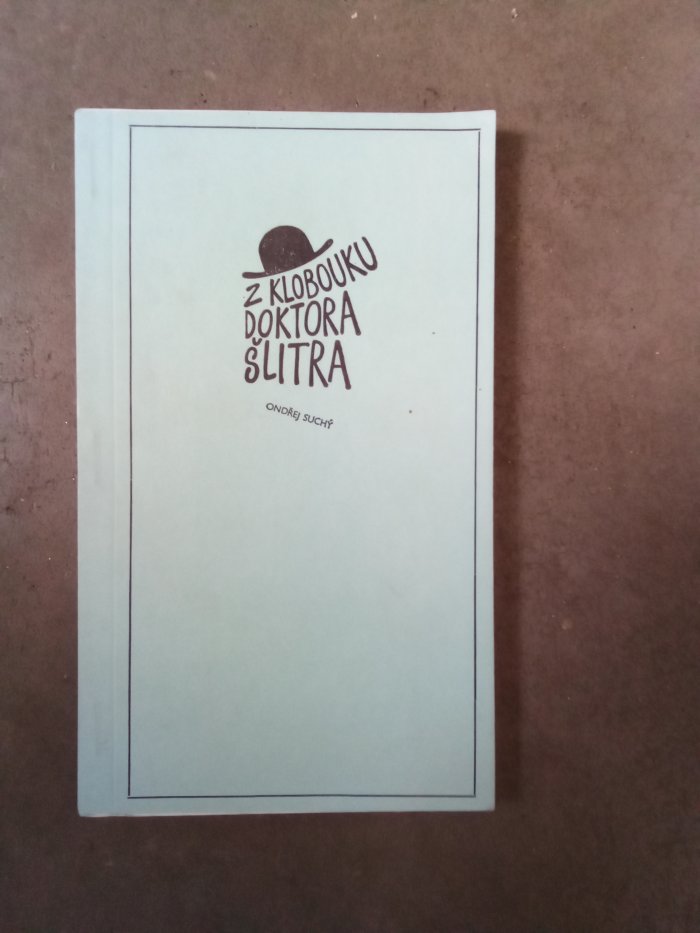 Z KLOBOUKU
DOKTORA
ŠLITRA
ONDŘEJ SUCHÝ